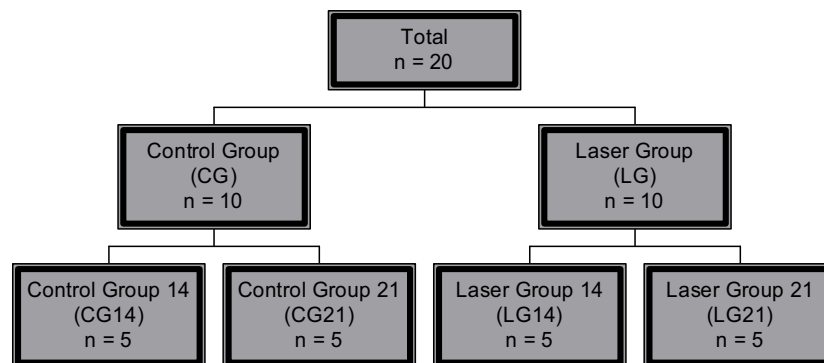 Total
n = 20
Control Group
(CG)
n = 10
Laser Group
(LG)
n = 10
Control Group 14
(CG14)
n = 5
Control Group 21
(CG21)
n = 5
Laser Group 14
(LG14)
n = 5
Laser Group 21
(LG21)
n = 5